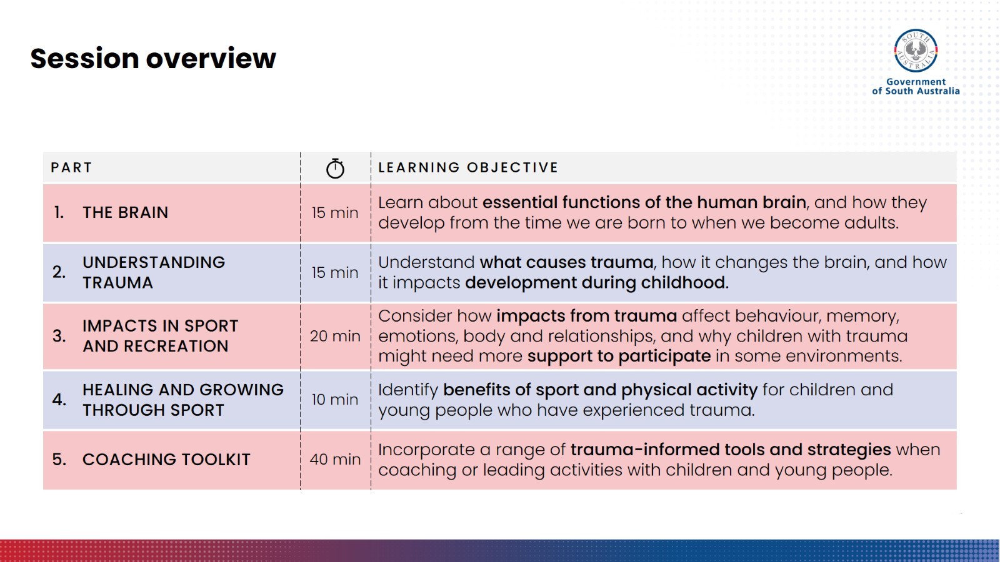 Session overview
SOUTH AUSTRALIA
Government
of South Australia
PART
LEARNING OBJECTIVE
1. THE BRAIN
15 min
Learn about essential functions of the human brain, and how they
develop from the time we are born to when we become adults.
2. UNDERSTANDING
TRAUMA
15 min
Understand what causes trauma, how it changes the brain, and how
it impacts development during childhood.
3. IMPACTS IN SPORT
AND RECREATION
20 min
Consider how impacts from trauma affect behaviour, memory,
emotions, body and relationships, and why children with trauma
might need more support to participate in some environments.
4. HEALING AND GROWING
THROUGH SPORT
10 min
Identify benefits of sport and physical activity for children and
young people who have experienced trauma.
5. COACHING TOOLKIT
40 min
Incorporate a range of trauma-informed tools and strategies when
coaching or leading activities with children and young people.